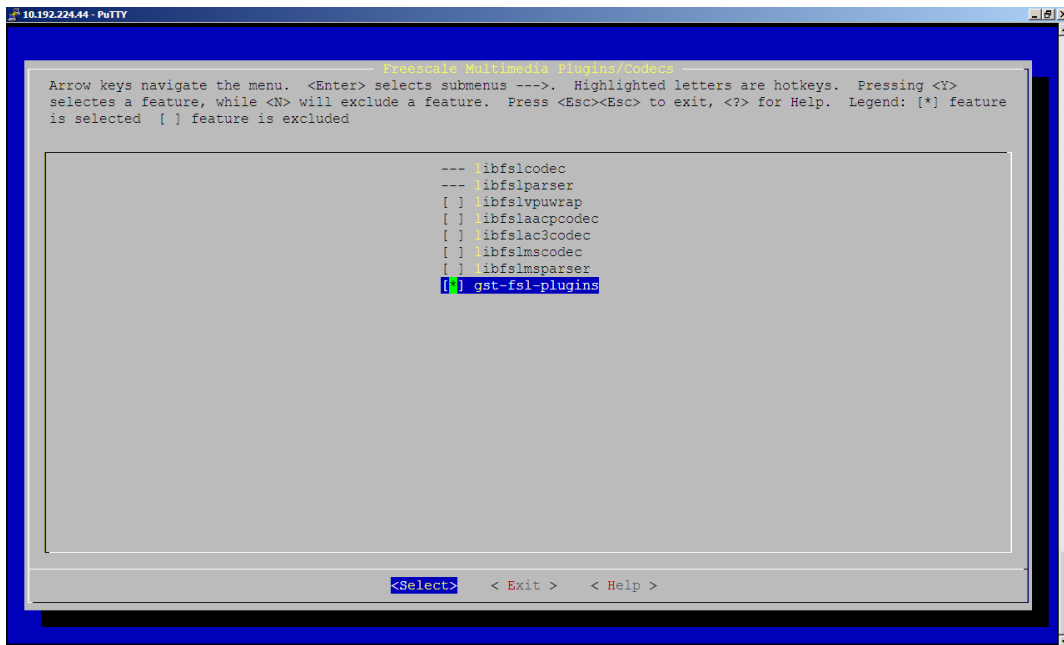 10.192.224.44 - PuTTY
Freescale Multimedia Plugins/Codecs
Arrow keys navigate the menu.  <Enter> selects submenus --->.  Highlighted letters are hotkeys.  Pressing <Y>
selectes a feature, while <N> will exclude a feature.  Press <Esc><Esc> to exit, <?> for Help.  Legend: [*] feature
is selected  [ ] feature is excluded
--- libfslcodec
--- libfslparser
[ ] libfslvpuwrap
[ ] libfslaacpcodec
[ ] libfslac3codec
[ ] libfslmscodec
[ ] libfslmsparser
[*] gst-fsl-plugins
<Select>    < Exit >    < Help >